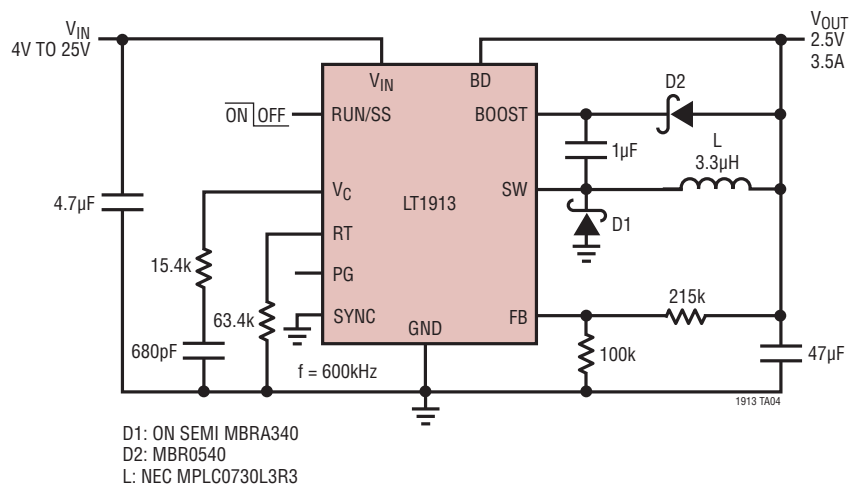 VIN
4V TO 25V
VOUT
2.5V
3.5A
VIN
BD
D2
ON OFF
RUN/SS
BOOST
L
3.3µH
1µF
4.7µF
VC
SW
LT1913
D1
RT
15.4k
PG
215k
63.4k
SYNC
GND
FB
680pF
f = 600kHz
100k
47µF
1913 TA04
D1: ON SEMI MBRA340
D2: MBR0540
L: NEC MPLC0730L3R3